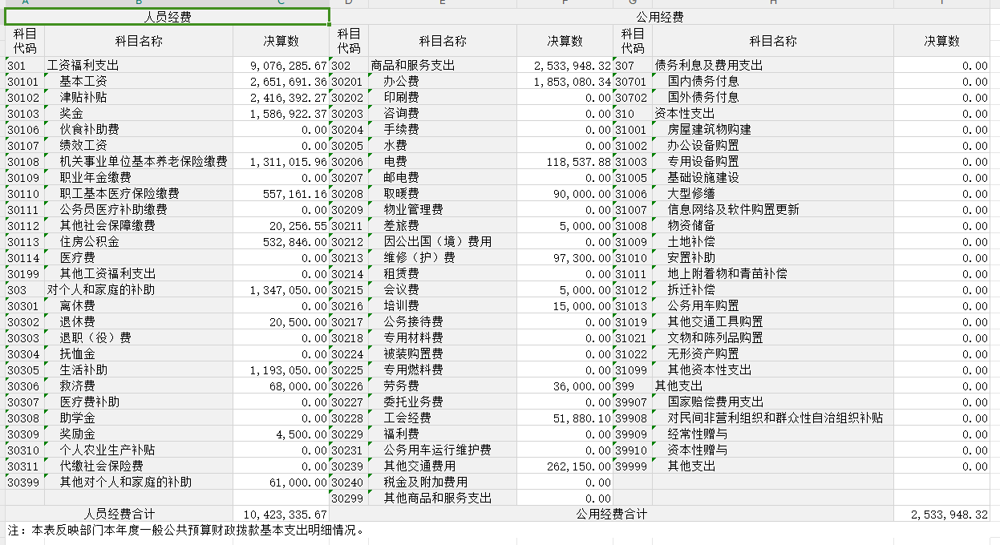 A B C D E F G H I
人员经费 公用经费
科目代码 科目名称 决算数 科目代码 科目名称 决算数 科目代码 科目名称 决算数
301 工资福利支出 9,076,285.67 302 商品和服务支出 2,533,948.32 307 债务利息及费用支出 0.00
30101 基本工资 2,651,691.36 30201 办公费 1,853,080.34 30701 国内债务付息 0.00
30102 津贴补贴 2,416,392.27 30202 印刷费 0.00 30702 国外债务付息 0.00
30103 奖金 1,586,922.37 30203 咨询费 0.00 310 资本性支出 0.00
30106 伙食补助费 0.00 30204 手续费 0.00 31001 房屋建筑物购建 0.00
30107 绩效工资 0.00 30205 水费 0.00 31002 办公设备购置 0.00
30108 机关事业单位基本养老保险缴费 1,311,015.96 30206 电费 118,537.88 31003 专用设备购置 0.00
30109 职业年金缴费 0.00 30207 邮电费 0.00 31005 基础设施建设 0.00
30110 职工基本医疗保险缴费 557,161.16 30208 取暖费 90,000.00 31006 大型修缮 0.00
30111 公务员医疗补助缴费 0.00 30209 物业管理费 0.00 31007 信息网络及软件购置更新 0.00
30112 其他社会保障缴费 20,256.55 30211 差旅费 5,000.00 31008 物资储备 0.00
30113 住房公积金 532,846.00 30212 因公出国（境）费用 0.00 31009 土地补偿 0.00
30114 医疗费 0.00 30213 维修（护）费 97,300.00 31010 安置补助 0.00
30199 其他工资福利支出 0.00 30214 租赁费 0.00 31011 地上附着物和青苗补偿 0.00
303 对个人和家庭的补助 1,347,050.00 30215 会议费 5,000.00 31012 拆迁补偿 0.00
30301 离休费 0.00 30216 培训费 15,000.00 31013 公务用车购置 0.00
30302 退休费 20,500.00 30217 公务接待费 0.00 31019 其他交通工具购置 0.00
30303 退职（役）费 0.00 30218 专用材料费 0.00 31021 文物和陈列品购置 0.00
30304 抚恤金 0.00 30224 被装购置费 0.00 31022 无形资产购置 0.00
30305 生活补助 1,193,050.00 30225 专用燃料费 0.00 31099 其他资本性支出 0.00
30306 救济费 68,000.00 30226 劳务费 36,000.00 399 其他支出 0.00
30307 医疗费补助 0.00 30227 委托业务费 0.00 39907 国家赔偿费用支出 0.00
30308 助学金 0.00 30228 工会经费 51,880.10 39908 对民间非营利组织和群众性自治组织补贴 0.00
30309 奖励金 4,500.00 30229 福利费 0.00 39909 经常性赠与 0.00
30310 个人农业生产补贴 0.00 30231 公务用车运行维护费 0.00 39910 资本性赠与 0.00
30311 代缴社会保险费 0.00 30239 其他交通费用 262,150.00 39999 其他支出 0.00
30399 其他对个人和家庭的补助 61,000.00 30240 税金及附加费用 0.00
30299 其他商品和服务支出 0.00
人员经费合计 10,423,335.67 公用经费合计 2,533,948.32
注：本表反映部门本年度一般公共预算财政拨款基本支出明细情况。